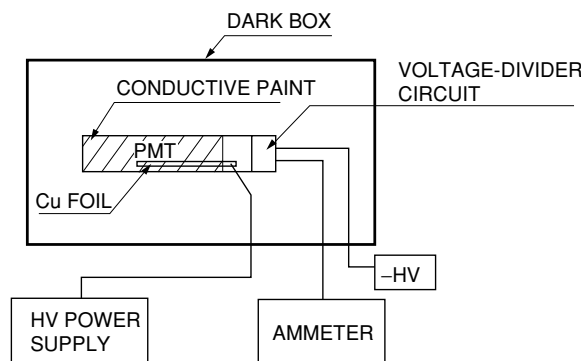 DARK BOX
CONDUCTIVE PAINT
VOLTAGE-DIVIDER
CIRCUIT
PMT
Cu FOIL
–HV
HV POWER
SUPPLY
AMMETER